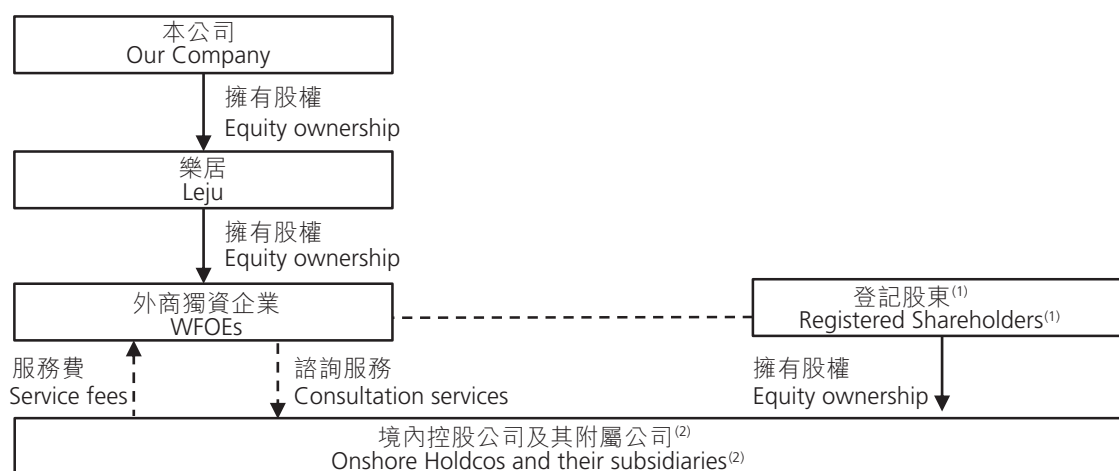 本公司
Our Company
擁有股權
Equity ownership
樂居
Leju
擁有股權
Equity ownership
外商獨資企業
WFOEs
登記股東(1)
Registered Shareholders(1)
服務費
Service fees
諮詢服務
Consultation services
擁有股權
Equity ownership
境內控股公司及其附屬公司(2)
Onshore Holdcos and their subsidiaries(2)